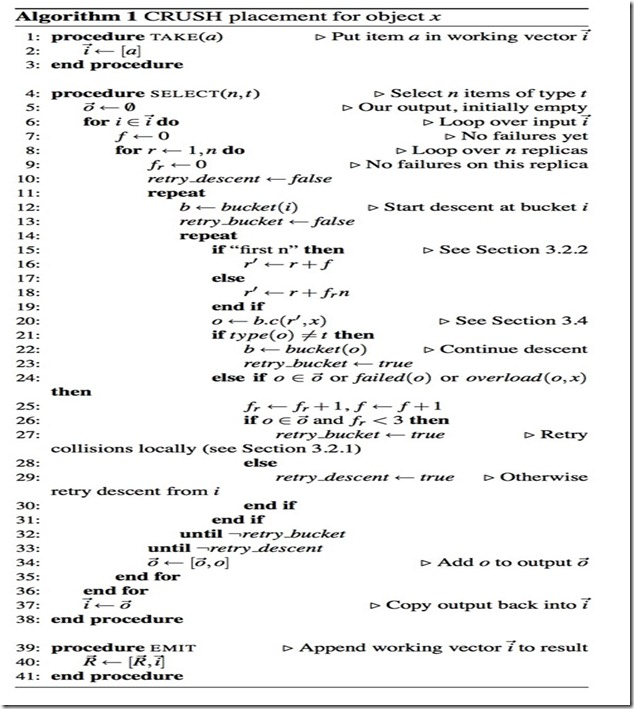 Algorithm 1 CRUSH placement for object x
1: procedure TAKE(a) ▷ Put item a in working vector i⃗
2: i⃗ ← [a]
3: end procedure
4: procedure SELECT(n,t) ▷ Select n items of type t
5: o⃗ ← ∅ ▷ Our output, initially empty
6: for i ∈ i⃗ do ▷ Loop over input i⃗
7: f ← 0 ▷ No failures yet
8: for r ← 1,n do ▷ Loop over n replicas
9: fᵣ ← 0 ▷ No failures on this replica
10: retry_descent ← false
11: repeat
12: b ← bucket(i) ▷ Start descent at bucket i
13: retry_bucket ← false
14: repeat
15: if “first n” then ▷ See Section 3.2.2
16: r′ ← r + f
17: else
18: r′ ← r + fᵣn
19: end if
20: o ← b.c(r′,x) ▷ See Section 3.4
21: if type(o) ≠ t then
22: b ← bucket(o) ▷ Continue descent
23: retry_bucket ← true
24: else if o ∈ o⃗ or failed(o) or overload(o,x)
then
25: fᵣ ← fᵣ + 1, f ← f + 1
26: if o ∈ o⃗ and fᵣ < 3 then
27: retry_bucket ← true ▷ Retry
collisions locally (see Section 3.2.1)
28: else
29: retry_descent ← true ▷ Otherwise
retry descent from i
30: end if
31: end if
32: until ¬retry_bucket
33: until ¬retry_descent
34: o⃗ ← [o⃗,o] ▷ Add o to output o⃗
35: end for
36: end for
37: i⃗ ← o⃗ ▷ Copy output back into i⃗
38: end procedure
39: procedure EMIT ▷ Append working vector i⃗ to result
40: R⃗ ← [R⃗,i⃗]
41: end procedure